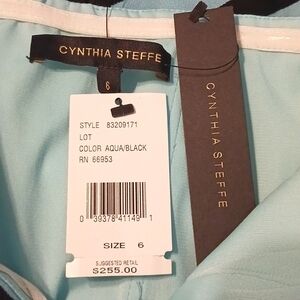 CYNTHIA STEFFE
6
CYNTHIA STEFFE
STYLE 83209171
LOT
COLOR AQUA/BLACK
RN 66953
0 39378 41149 1
SIZE 6
SUGGESTED RETAIL
$255.00